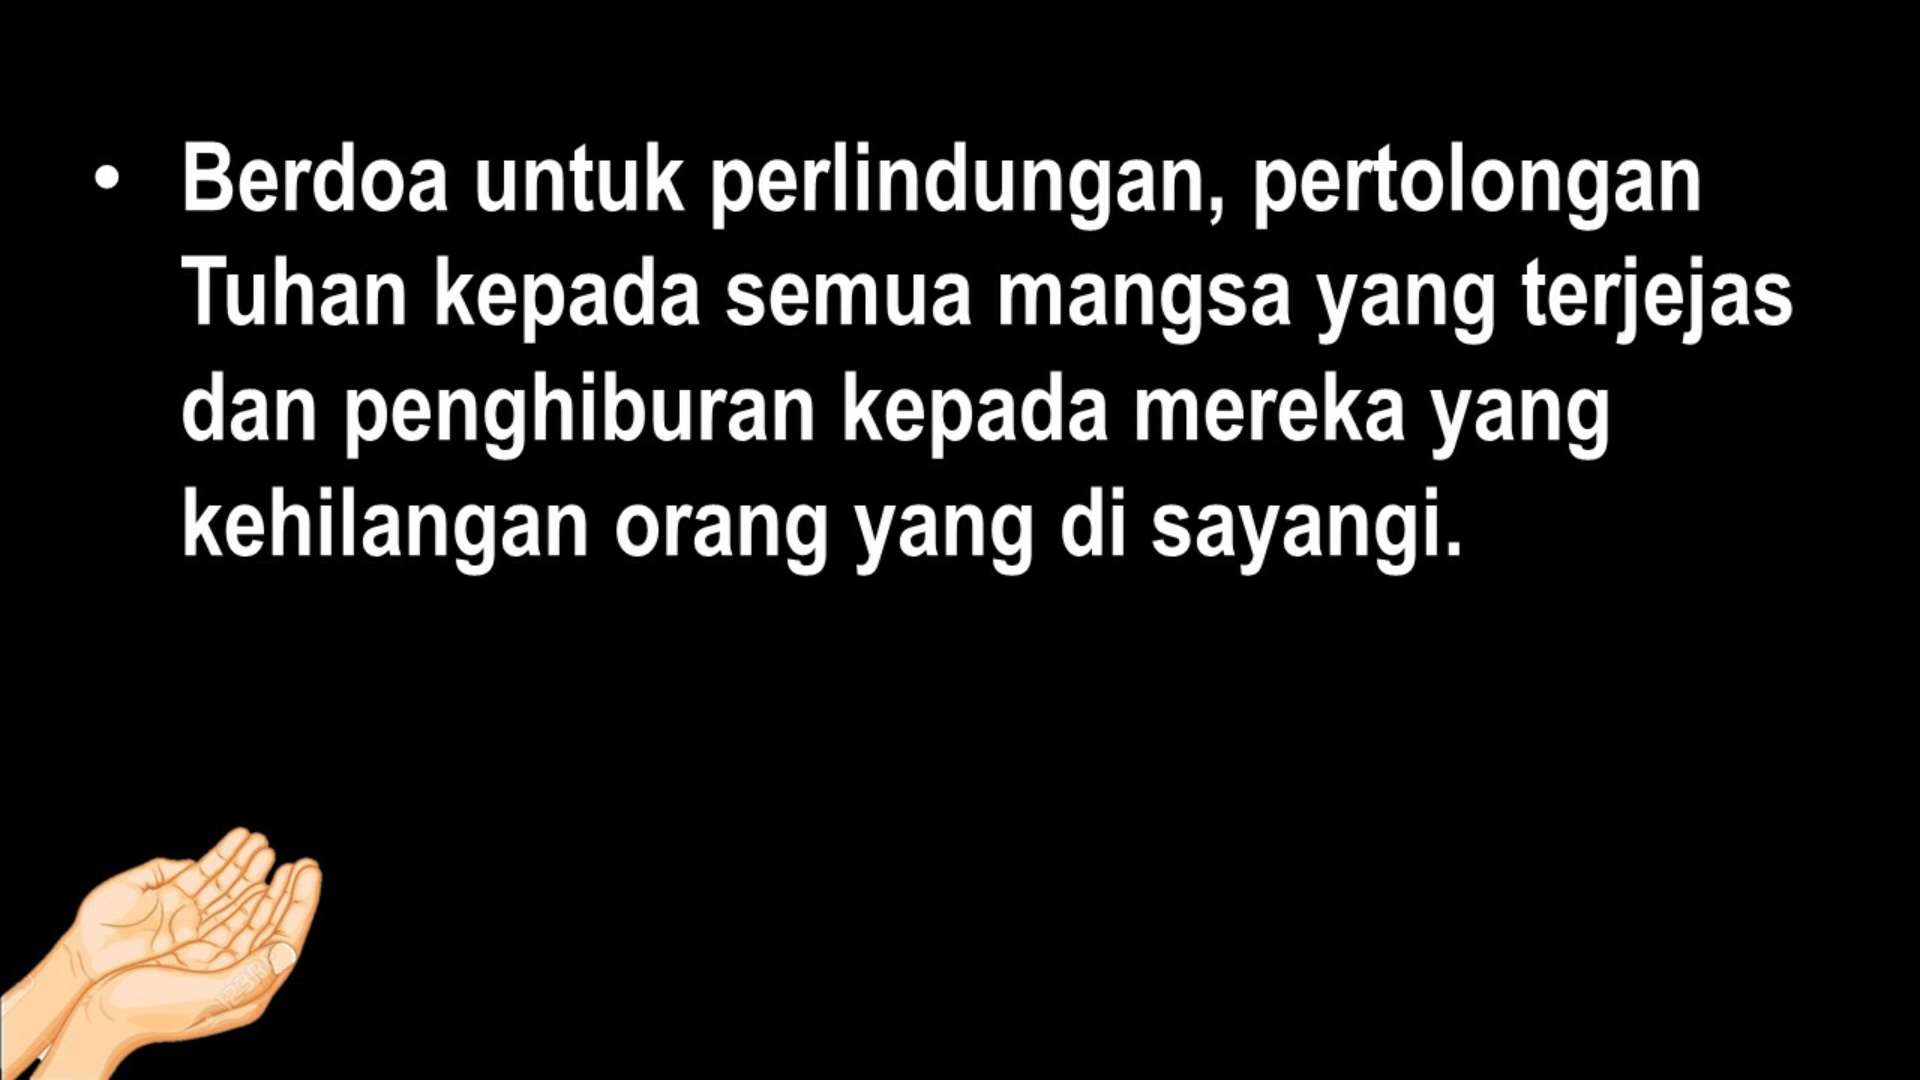 • Berdoa untuk perlindungan, pertolongan
Tuhan kepada semua mangsa yang terjejas
dan penghiburan kepada mereka yang
kehilangan orang yang di sayangi.
123R